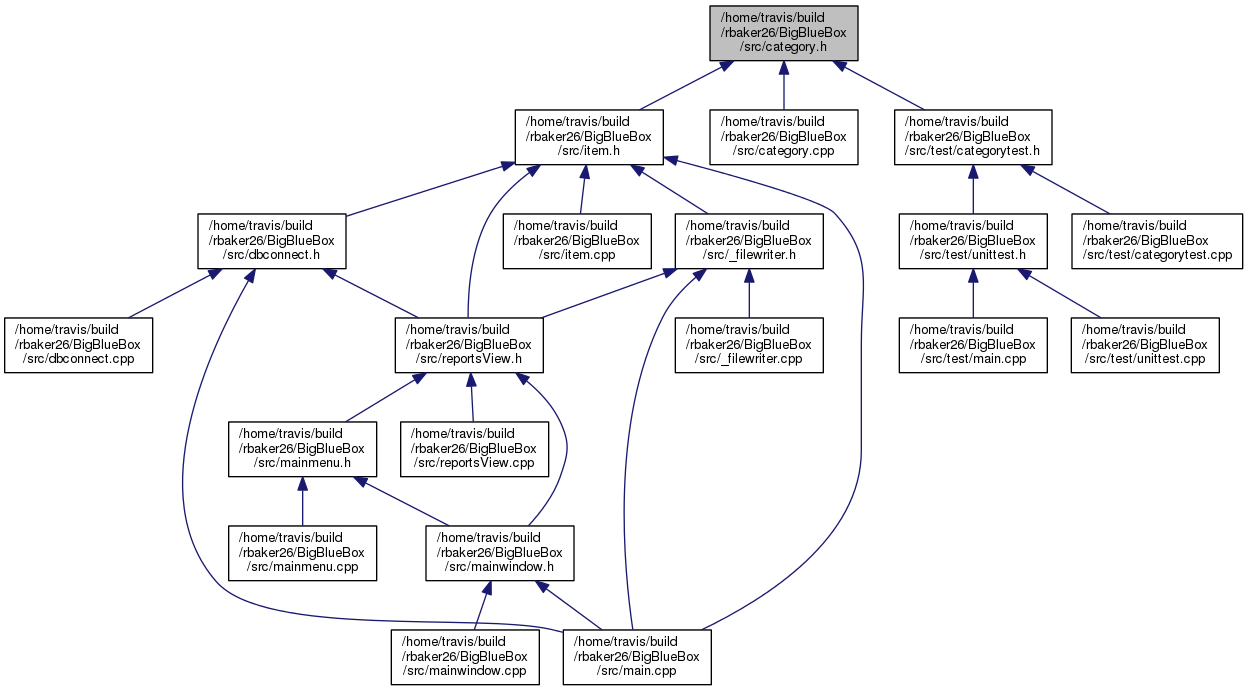 /home/travis/build
/rbaker26/BigBlueBox
/src/category.h
/home/travis/build
/rbaker26/BigBlueBox
/src/item.h
/home/travis/build
/rbaker26/BigBlueBox
/src/category.cpp
/home/travis/build
/rbaker26/BigBlueBox
/src/test/categorytest.h
/home/travis/build
/rbaker26/BigBlueBox
/src/dbconnect.h
/home/travis/build
/rbaker26/BigBlueBox
/src/item.cpp
/home/travis/build
/rbaker26/BigBlueBox
/src/_filewriter.h
/home/travis/build
/rbaker26/BigBlueBox
/src/test/unittest.h
/home/travis/build
/rbaker26/BigBlueBox
/src/test/categorytest.cpp
/home/travis/build
/rbaker26/BigBlueBox
/src/dbconnect.cpp
/home/travis/build
/rbaker26/BigBlueBox
/src/reportsView.h
/home/travis/build
/rbaker26/BigBlueBox
/src/_filewriter.cpp
/home/travis/build
/rbaker26/BigBlueBox
/src/test/main.cpp
/home/travis/build
/rbaker26/BigBlueBox
/src/test/unittest.cpp
/home/travis/build
/rbaker26/BigBlueBox
/src/mainmenu.h
/home/travis/build
/rbaker26/BigBlueBox
/src/reportsView.cpp
/home/travis/build
/rbaker26/BigBlueBox
/src/mainmenu.cpp
/home/travis/build
/rbaker26/BigBlueBox
/src/mainwindow.h
/home/travis/build
/rbaker26/BigBlueBox
/src/mainwindow.cpp
/home/travis/build
/rbaker26/BigBlueBox
/src/main.cpp